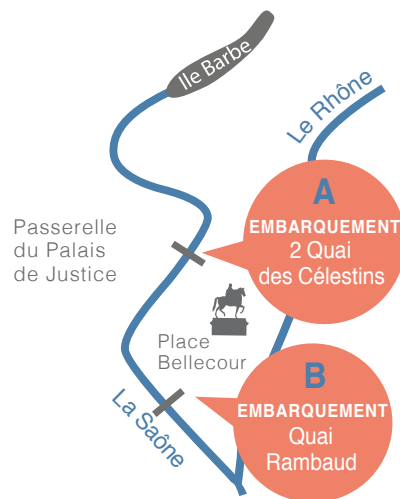 Ile Barbe
Le Rhône
A
EMBARQUEMENT
2 Quai
des Célestins
Passerelle
du Palais
de Justice
Place
Bellecour
B
EMBARQUEMENT
Quai
Rambaud
La Saône